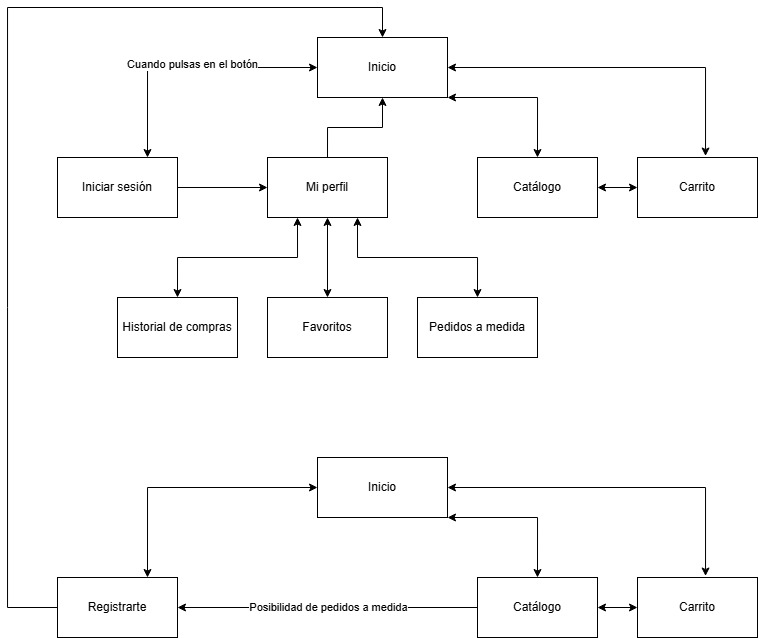 Cuando pulsas en el botón
Inicio
Iniciar sesión
Mi perfil
Catálogo
Carrito
Historial de compras
Favoritos
Pedidos a medida
Inicio
Registrarte
Posibilidad de pedidos a medida
Catálogo
Carrito